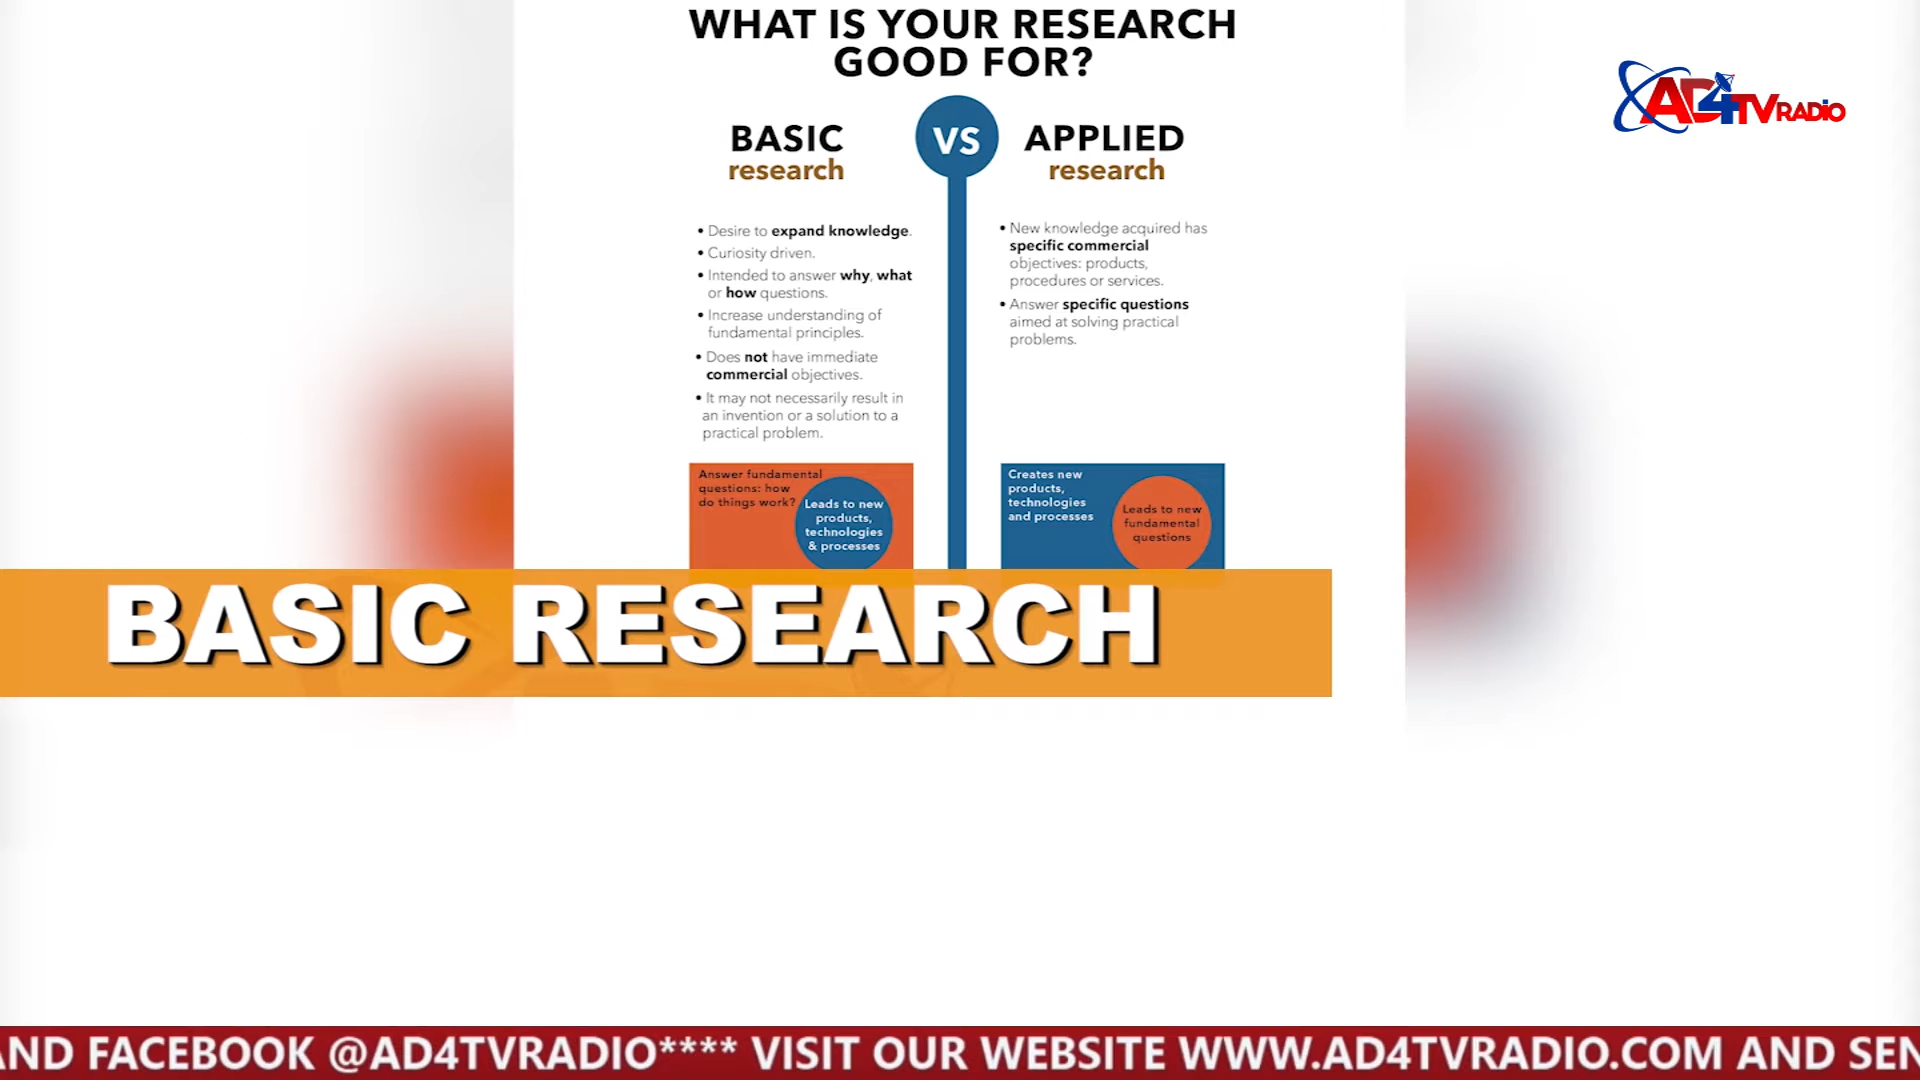 WHAT IS YOUR RESEARCH
GOOD FOR?
AD4TVRADIO
BASIC
research
VS
APPLIED
research
• Desire to expand knowledge.
• Curiosity driven.
• Intended to answer why, what
or how questions.
• Increase understanding of
fundamental principles.
• Does not have immediate
commercial objectives.
• It may not necessarily result in
an invention or a solution to a
practical problem.
• New knowledge acquired has
specific commercial
objectives: products,
procedures or services.
• Answer specific questions
aimed at solving practical
problems.
Answer fundamental
questions: how
do things work?
Leads to new
products,
technologies
& processes
Creates new
products,
technologies
and processes
Leads to new
fundamental
questions
BASIC RESEARCH
AND FACEBOOK @AD4TVRADIO**** VISIT OUR WEBSITE WWW.AD4TVRADIO.COM AND SEN